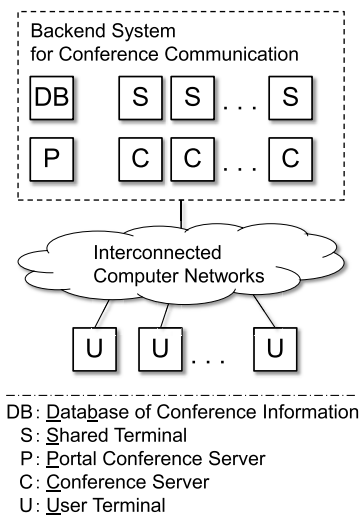 Backend System
for Conference Communication
DB S S . . . S
P C C . . . C
Interconnected
Computer Networks
U U . . . U
DB : Database of Conference Information
S : Shared Terminal
P : Portal Conference Server
C : Conference Server
U : User Terminal